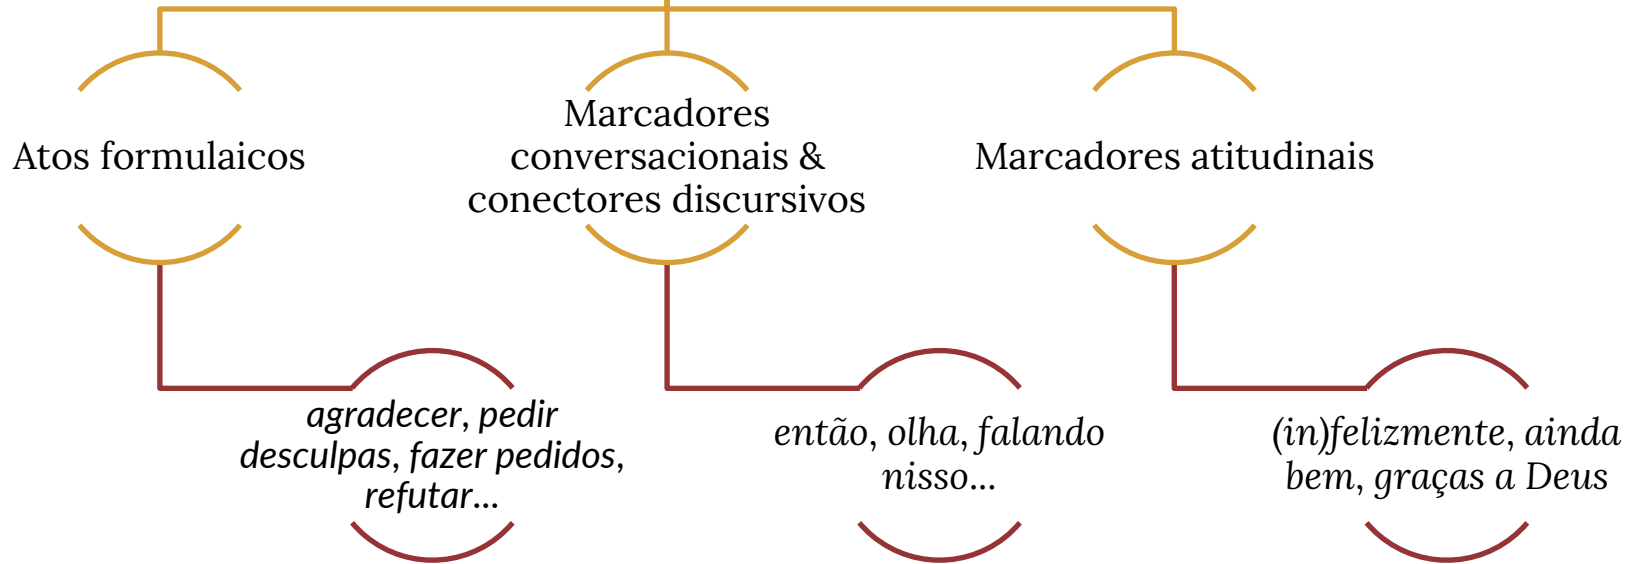 Atos formulaicos
Marcadores
conversacionais &
conectores discursivos
Marcadores atitudinais
agradecer, pedir
desculpas, fazer pedidos,
refutar...
então, olha, falando
nisso...
(in)felizmente, ainda
bem, graças a Deus